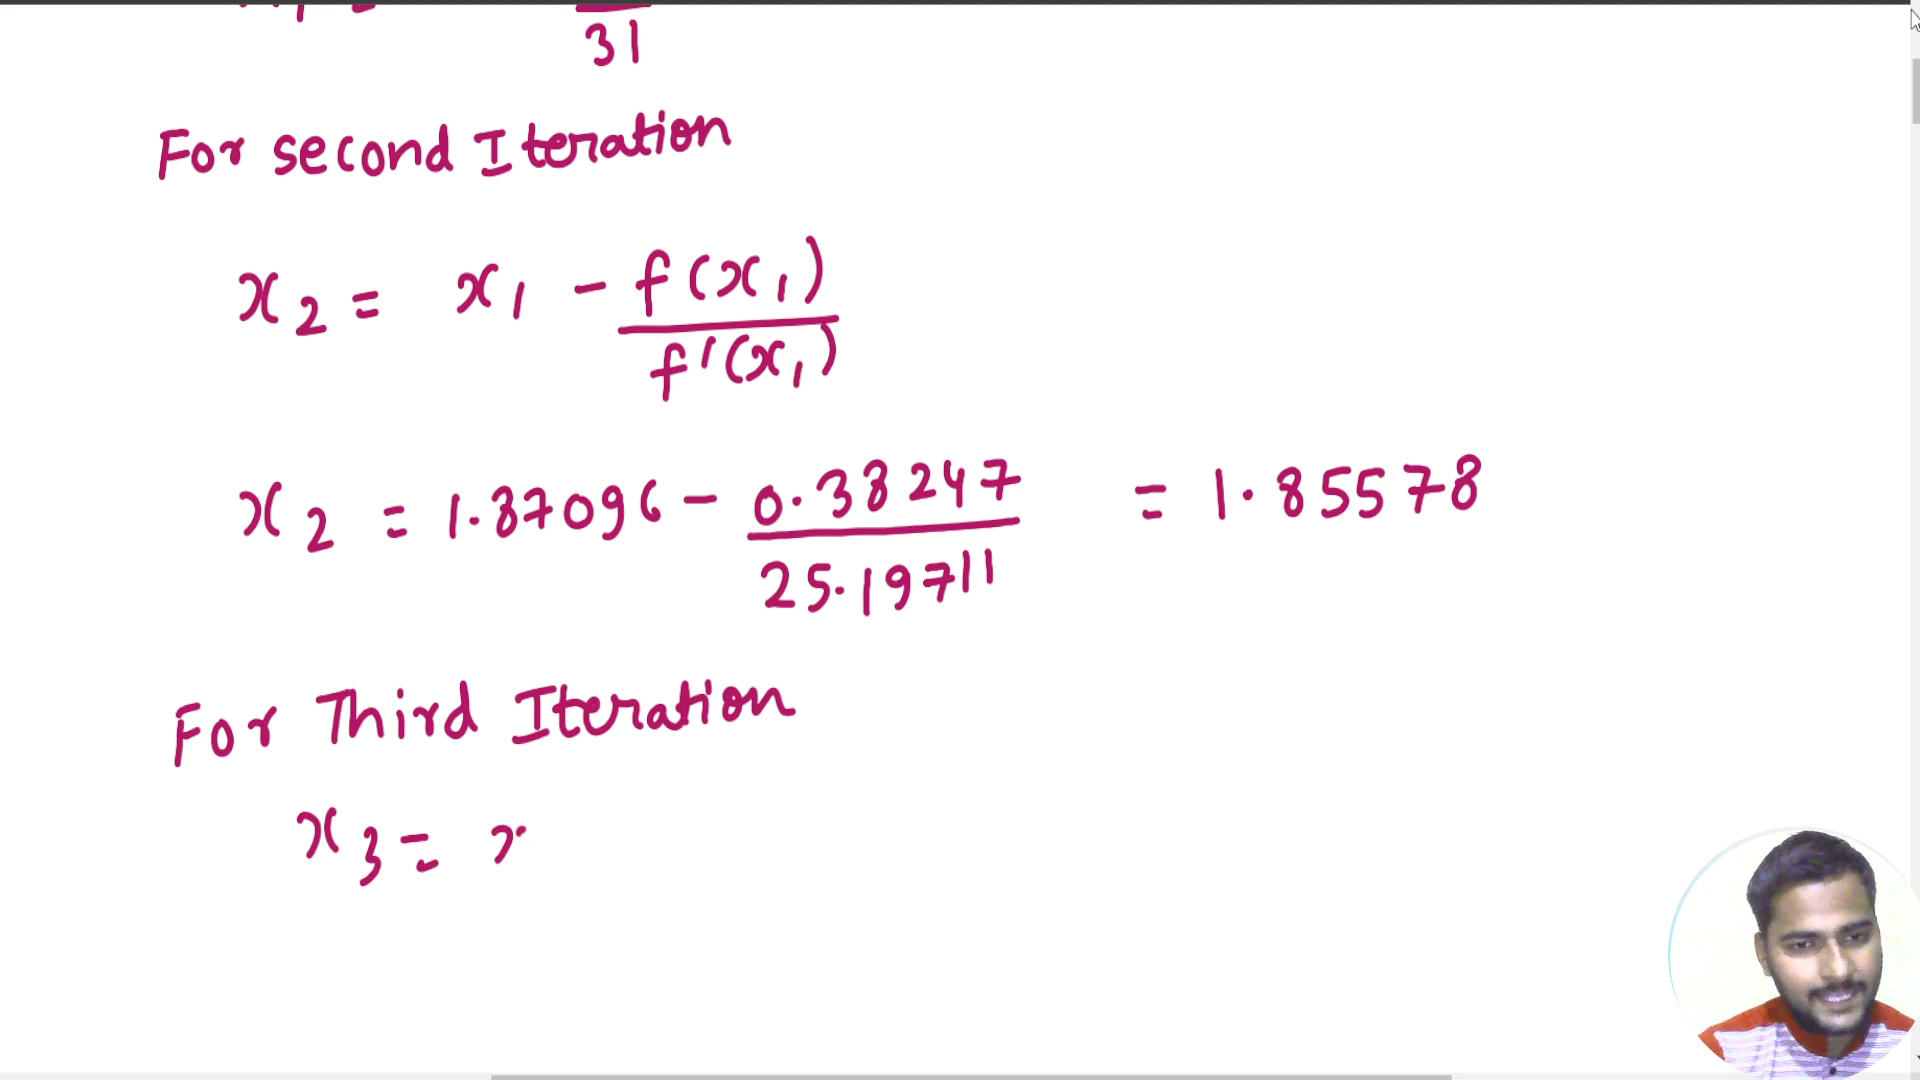 x₁ =
31
For second Iteration
x₂ = x₁ - f(x₁)
f'(x₁)
x₂ = 1.87096 - 0.38247 = 1.85578
25.19711
For Third Iteration
x₃ = x